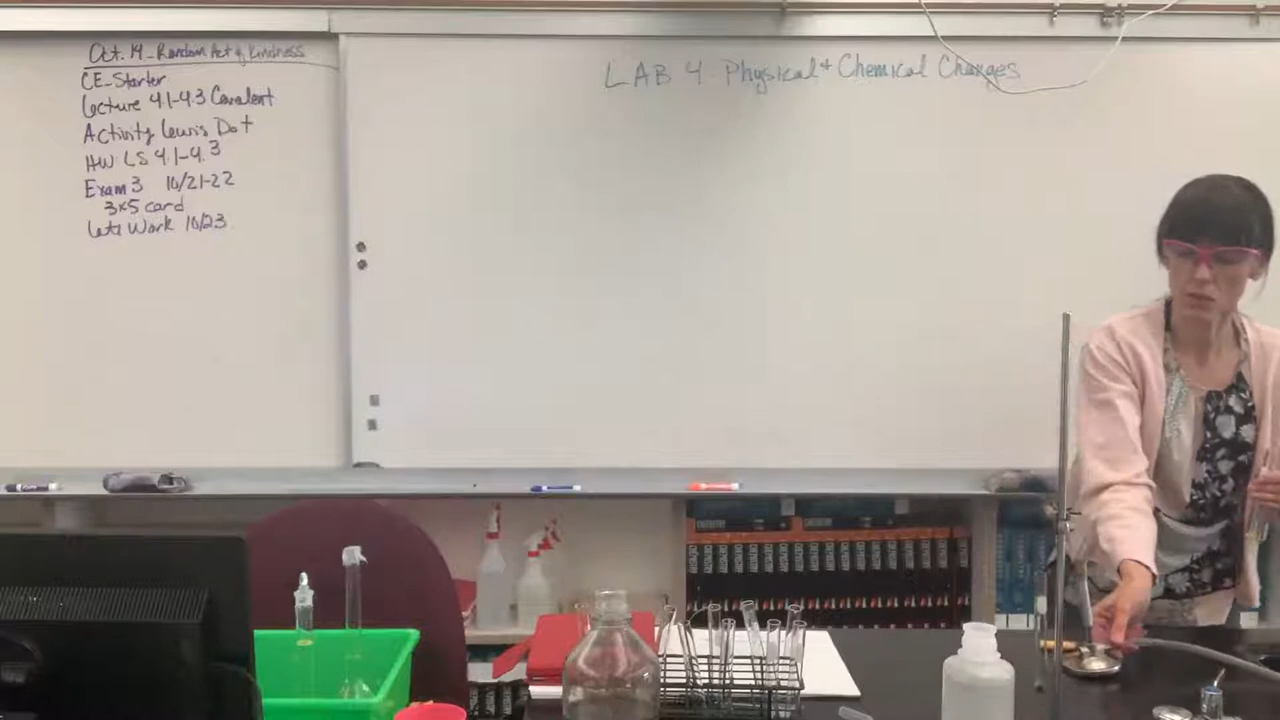 Oct. 14 - Random Act of Kindness
CE-Starter
Lecture 4.1-4.3 Covalent
Activity Lewis Dot
HW LS 4.1-4.3
Exam 3 10/21-22
3x5 card
Late Work 10/23
LAB 4 Physical + Chemical Changes